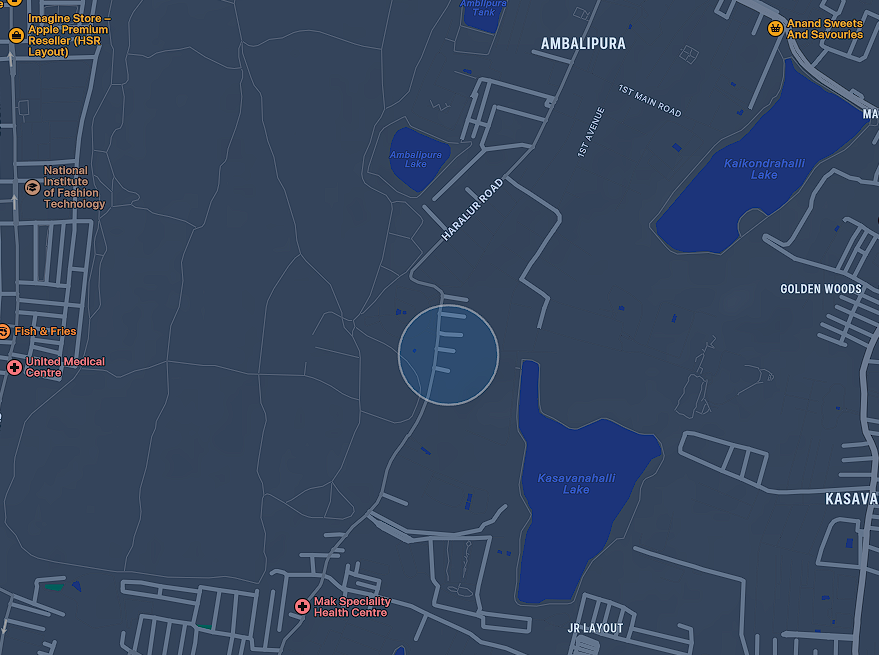 Ambalipura
Tank
Imagine Store –
Apple Premium
Reseller (HSR
Layout)
Anand Sweets
And Savouries
AMBALIPURA
1ST MAIN ROAD
1ST AVENUE
MA
Ambalipura
Lake
Kaikondrahalli
Lake
National
Institute
of Fashion
Technology
HARALUR ROAD
GOLDEN WOODS
Fish & Fries
United Medical
Centre
Kasavanahalli
Lake
KASAVA
Mak Speciality
Health Centre
JR LAYOUT